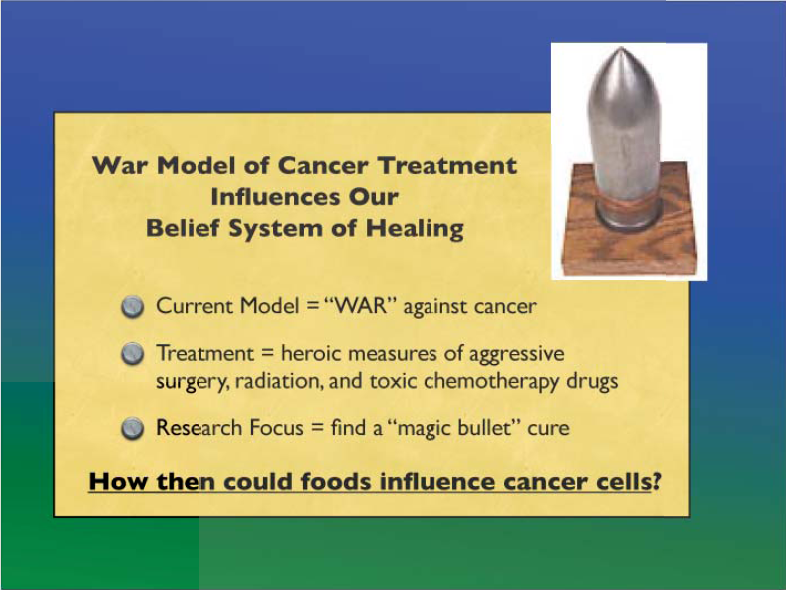 War Model of Cancer Treatment
Influences Our
Belief System of Healing
Current Model = “WAR” against cancer
Treatment = heroic measures of aggressive
surgery, radiation, and toxic chemotherapy drugs
Research Focus = find a “magic bullet” cure
How then could foods influence cancer cells?